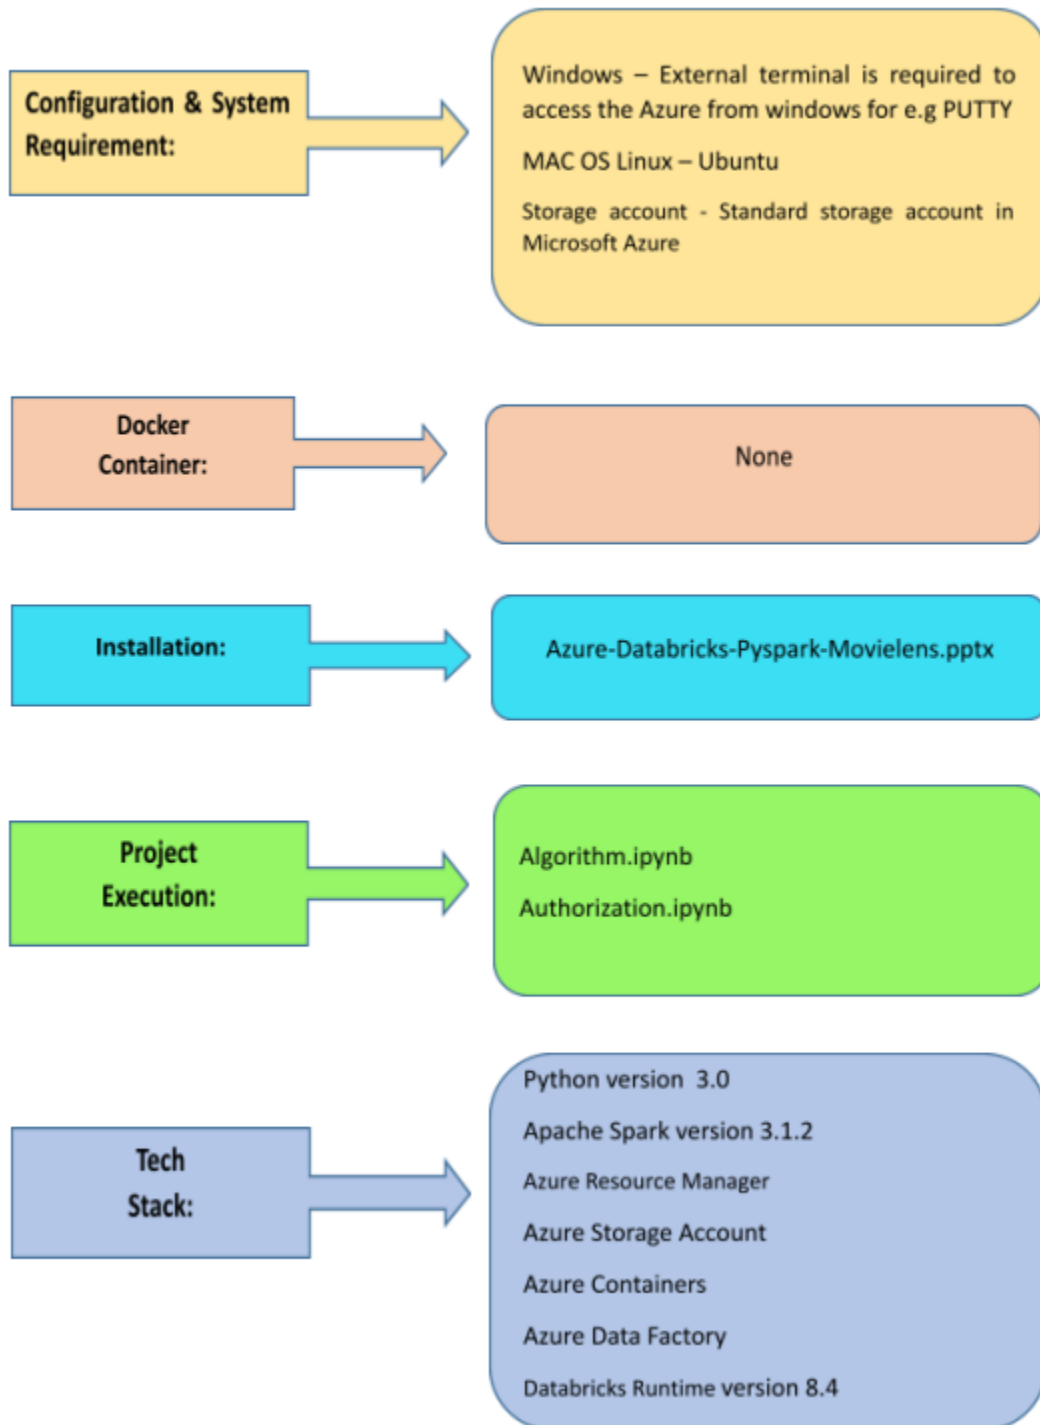 Configuration & System
Requirement:
Windows – External terminal is required to
access the Azure from windows for e.g PUTTY
MAC OS Linux – Ubuntu
Storage account - Standard storage account in
Microsoft Azure
Docker
Container:
None
Installation:
Azure-Databricks-Pyspark-Movielens.pptx
Project
Execution:
Algorithm.ipynb
Authorization.ipynb
Tech
Stack:
Python version 3.0
Apache Spark version 3.1.2
Azure Resource Manager
Azure Storage Account
Azure Containers
Azure Data Factory
Databricks Runtime version 8.4